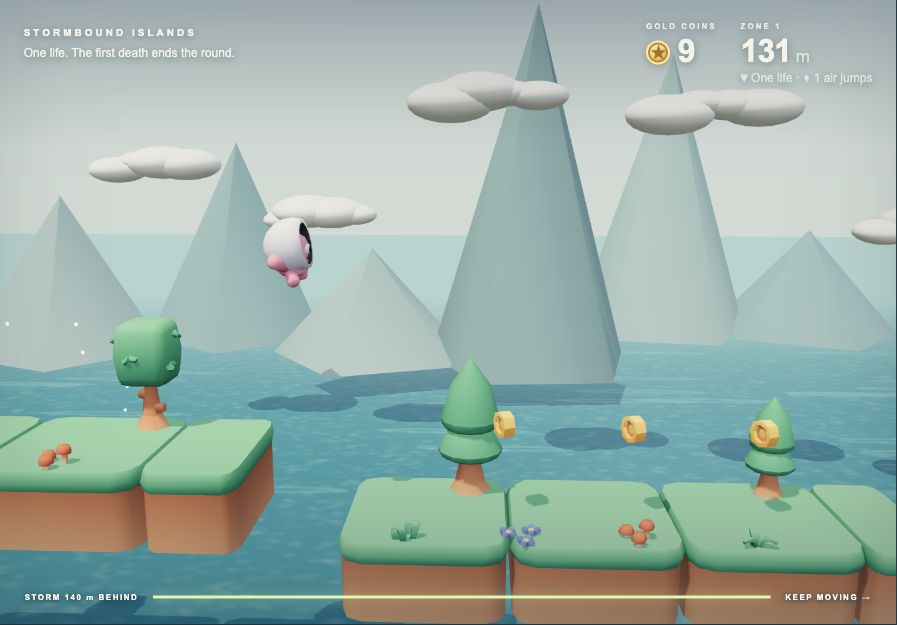 STORMBOUND ISLANDS
One life. The first death ends the round.
GOLD COINS
9
ZONE 1
131 m
♥ One life · ♦ 1 air jumps
STORM 140 m BEHIND
KEEP MOVING →